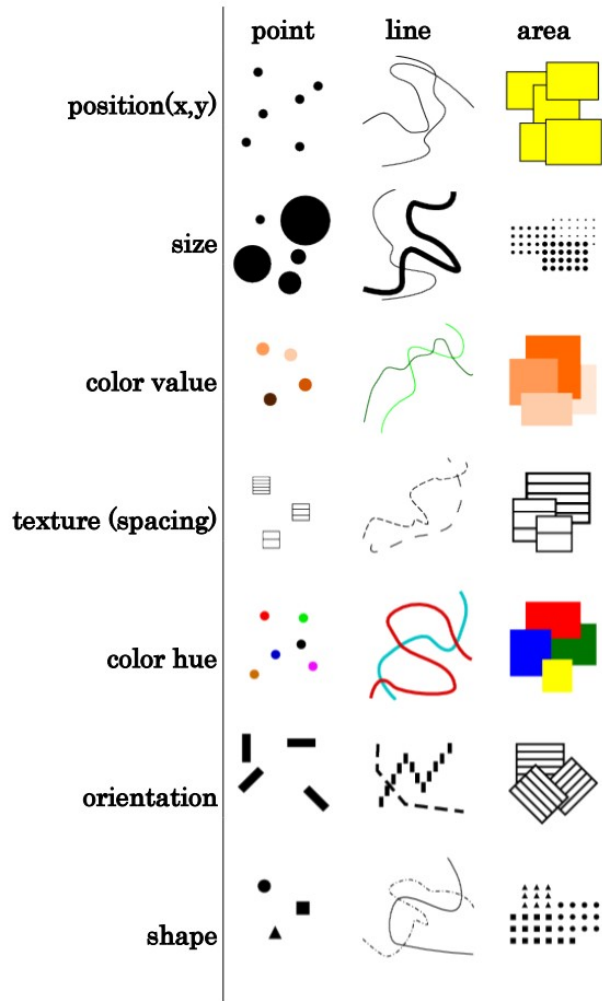 point line area
position(x,y)
size
color value
texture (spacing)
color hue
orientation
shape